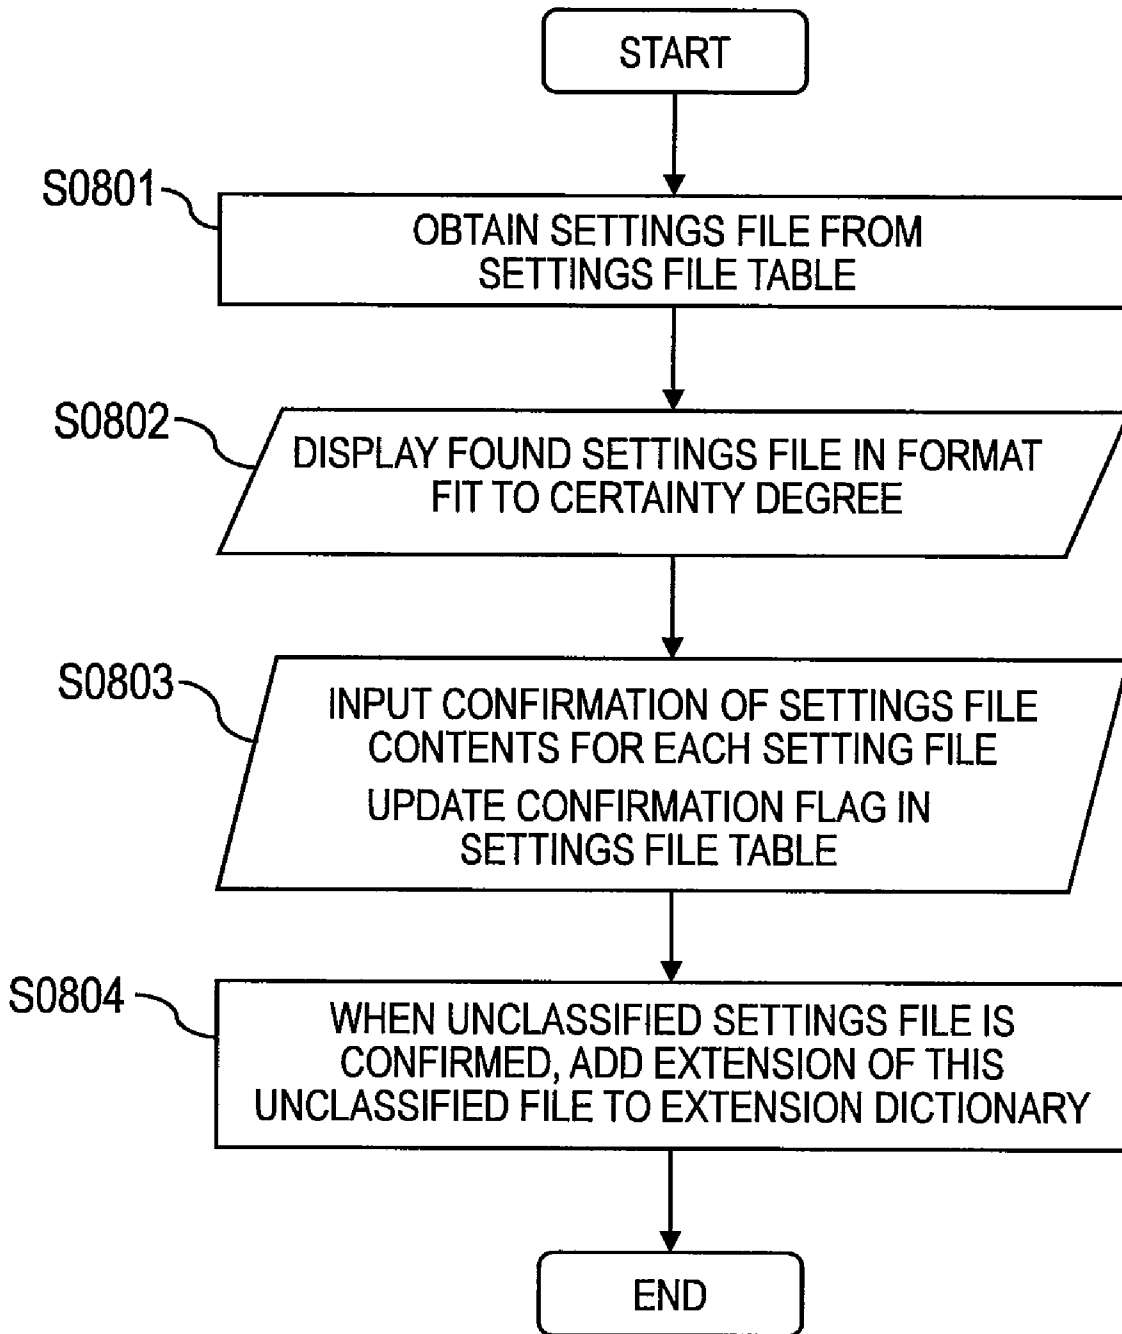 START
S0801
OBTAIN SETTINGS FILE FROM
SETTINGS FILE TABLE
S0802
DISPLAY FOUND SETTINGS FILE IN FORMAT
FIT TO CERTAINTY DEGREE
S0803
INPUT CONFIRMATION OF SETTINGS FILE
CONTENTS FOR EACH SETTING FILE
UPDATE CONFIRMATION FLAG IN
SETTINGS FILE TABLE
S0804
WHEN UNCLASSIFIED SETTINGS FILE IS
CONFIRMED, ADD EXTENSION OF THIS
UNCLASSIFIED FILE TO EXTENSION DICTIONARY
END